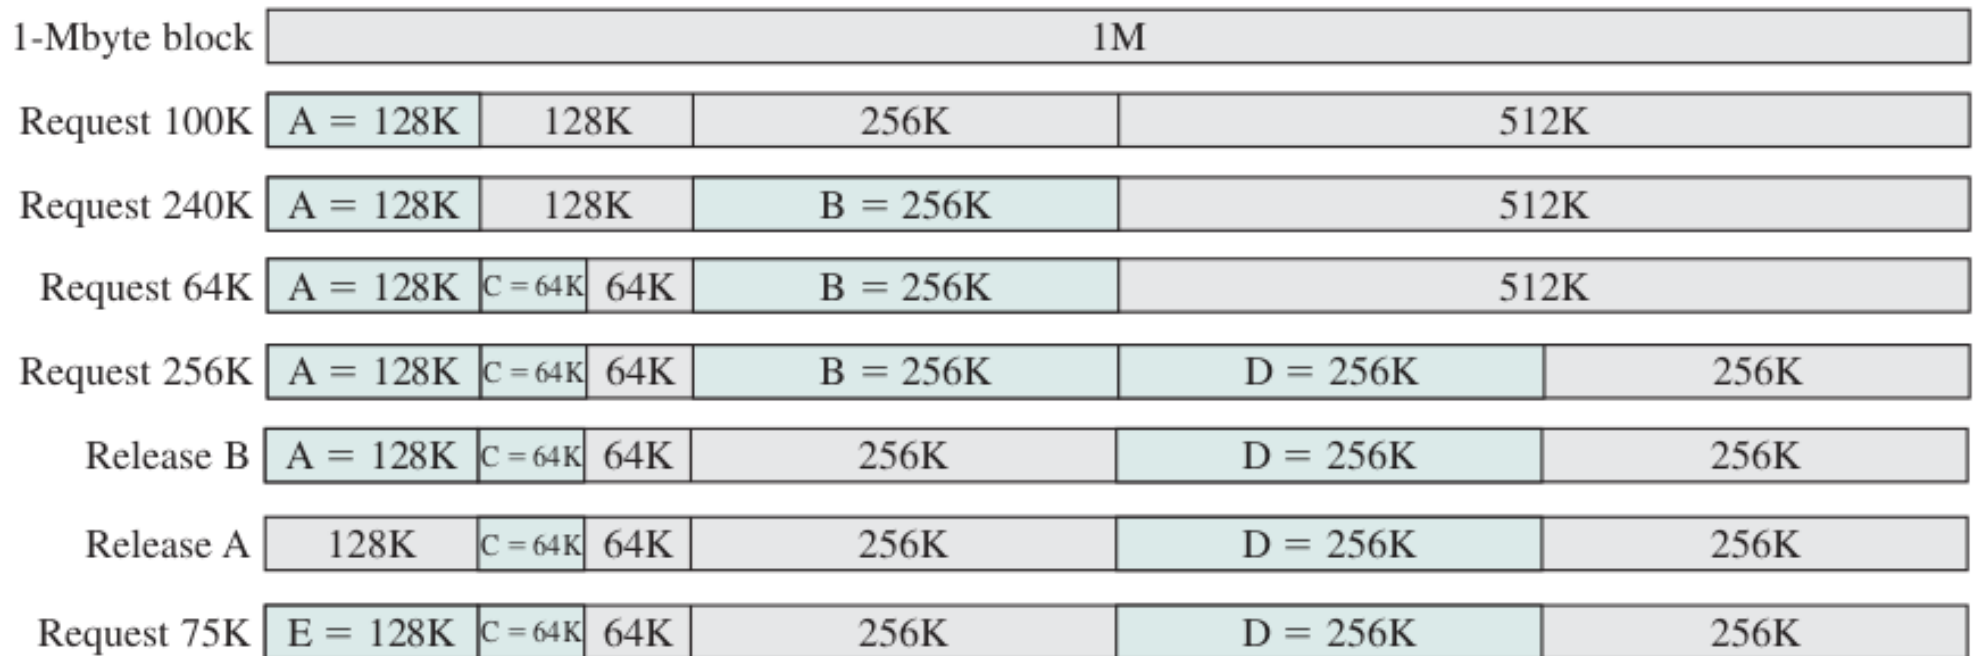 1-Mbyte block 1M
Request 100K A = 128K 128K 256K 512K
Request 240K A = 128K 128K B = 256K 512K
Request 64K A = 128K C = 64K 64K B = 256K 512K
Request 256K A = 128K C = 64K 64K B = 256K D = 256K 256K
Release B A = 128K C = 64K 64K 256K D = 256K 256K
Release A 128K C = 64K 64K 256K D = 256K 256K
Request 75K E = 128K C = 64K 64K 256K D = 256K 256K